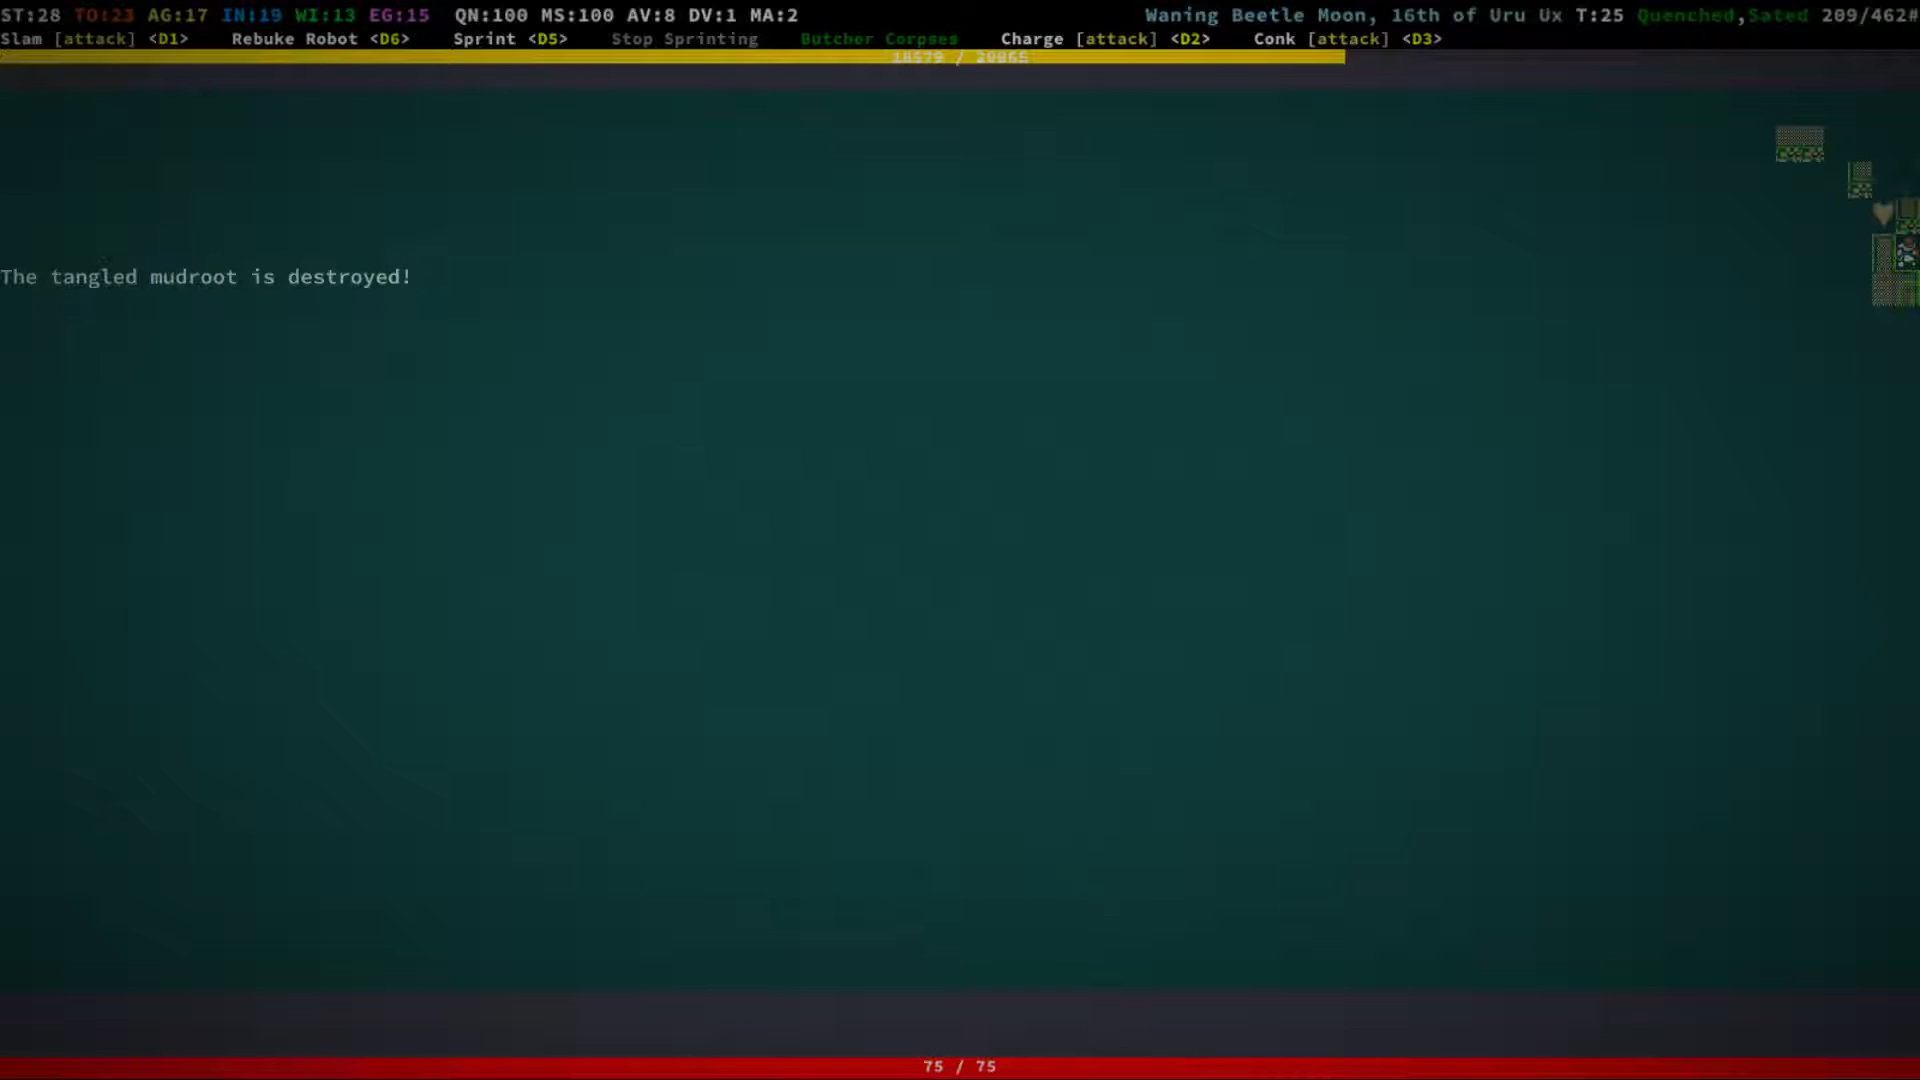 ST:28 TO:23 AG:17 IN:19 WI:13 EG:15 QN:100 MS:100 AV:8 DV:1 MA:2 Waning Beetle Moon, 16th of Uru Ux T:25 Quenched,Sated 209/462#
Slam [attack] <D1> Rebuke Robot <D6> Sprint <D5> Stop Sprinting Butcher Corpses Charge [attack] <D2> Conk [attack] <D3>
18579 / 20865
The tangled mudroot is destroyed!
75 / 75